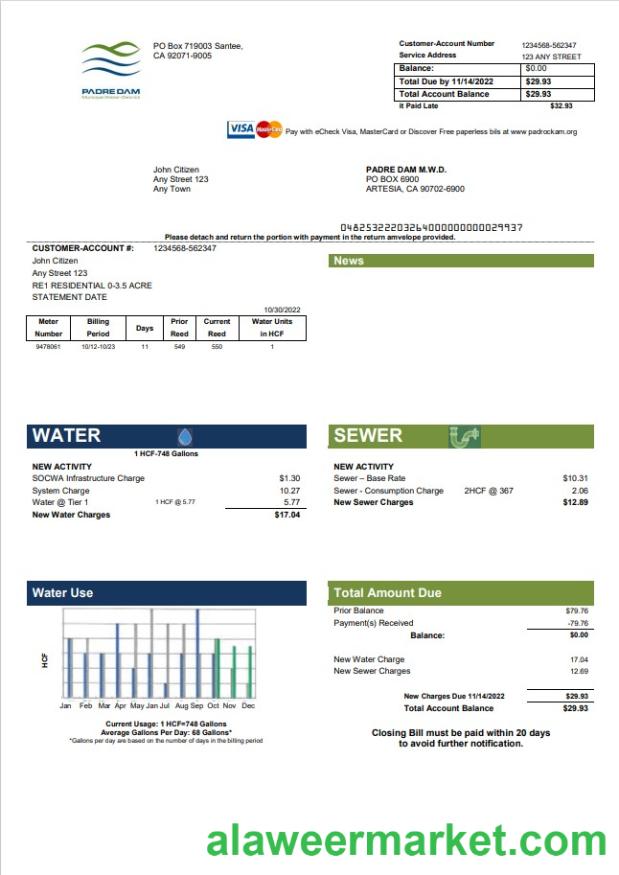 PO Box 719003 Santee,
CA 92071-9005
PADRE DAM
Municipal Water District
Customer-Account Number 1234568-562347
Service Address 123 ANY STREET
Balance: $0.00
Total Due by 11/14/2022 $29.93
Total Account Balance $29.93
It Paid Late $32.93
VISA MasterCard Pay with eCheck Visa, MasterCard or Discover Free paperless bils at www.padrockam.org
John Citizen
Any Street 123
Any Town
PADRE DAM M.W.D.
PO BOX 6900
ARTESIA, CA 90702-6900
0482532220326400000000029937
Please detach and return the portion with payment in the return amvelope provided.
CUSTOMER-ACCOUNT #: 1234568-562347
John Citizen
Any Street 123
RE1 RESIDENTIAL 0-3.5 ACRE
STATEMENT DATE
10/30/2022
News
Meter Number Billing Period Days Prior Reed Current Reed Water Units in HCF
9478061 10/12-10/23 11 549 550 1
WATER
1 HCF-748 Gallons
NEW ACTIVITY
SOCWA Infrastructure Charge $1.30
System Charge 10.27
Water @ Tier 1 1 HCF @ 5.77 5.77
New Water Charges $17.04
SEWER
NEW ACTIVITY
Sewer – Base Rate $10.31
Sewer - Consumption Charge 2HCF @ 367 2.06
New Sewer Charges $12.89
Water Use
HCF
Jan Feb Mar Apr May Jan Jul Aug Sep Oct Nov Dec
Current Usage: 1 HCF=748 Gallons
Average Gallons Per Day: 68 Gallons*
*Gallons per day are based on the number of days in the billing period
Total Amount Due
Prior Balance $79.76
Payment(s) Received -79.76
Balance: $0.00
New Water Charge 17.04
New Sewer Charges 12.69
New Charges Due 11/14/2022 $29.93
Total Account Balance $29.93
Closing Bill must be paid within 20 days
to avoid further notification.
alaweermarket.com